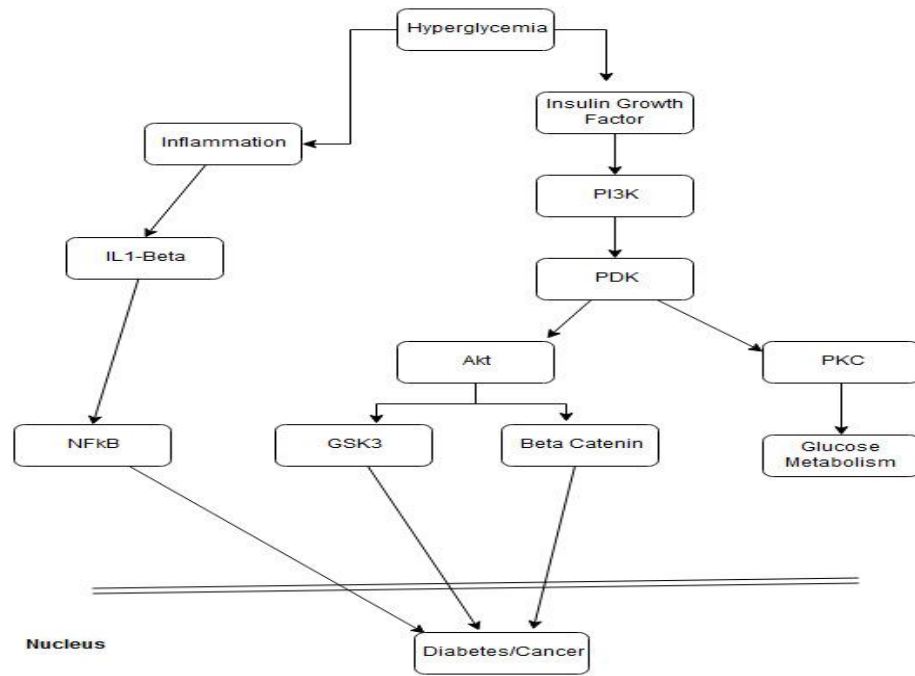 Hyperglycemia
Insulin Growth
Factor
Inflammation
PI3K
IL1-Beta
PDK
Akt
PKC
NFkB
GSK3
Beta Catenin
Glucose
Metabolism
Nucleus
Diabetes/Cancer